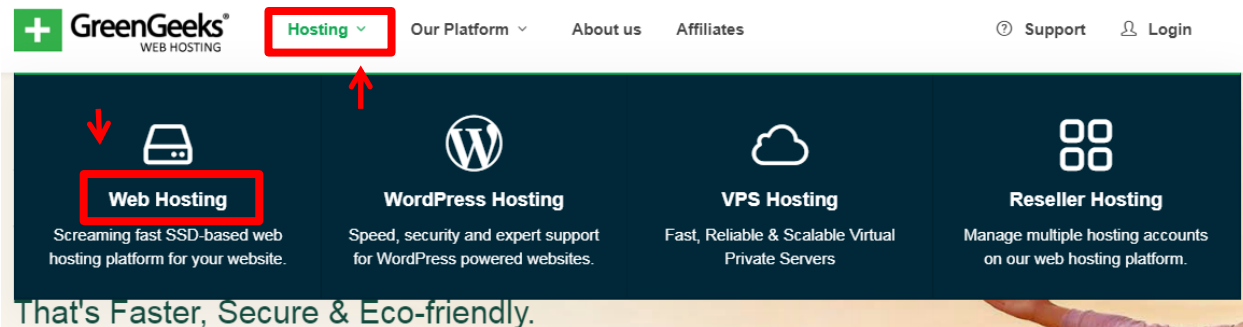 GreenGeeks®
WEB HOSTING
Hosting
Our Platform
About us
Affiliates
Support
Login
Web Hosting
Screaming fast SSD-based web
hosting platform for your website.
WordPress Hosting
Speed, security and expert support
for WordPress powered websites.
VPS Hosting
Fast, Reliable & Scalable Virtual
Private Servers
Reseller Hosting
Manage multiple hosting accounts
on our web hosting platform.
That's Faster, Secure & Eco-friendly.